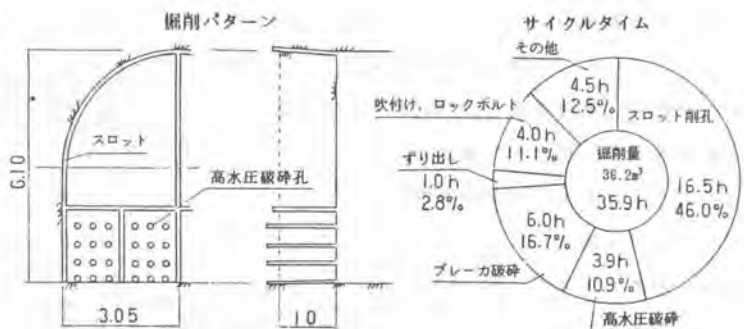 掘削パターン
6.10
スロット
高水圧破砕孔
3.05
1.0
サイクルタイム
その他
4.5h
12.5%
スロット削孔
16.5h
46.0%
吹付け、ロックボルト
4.0h
11.1%
ずり出し
1.0h
2.8%
掘削量
36.2m³
35.9h
6.0h
16.7%
ブレーカ破砕
3.9h
10.9%
高水圧破砕